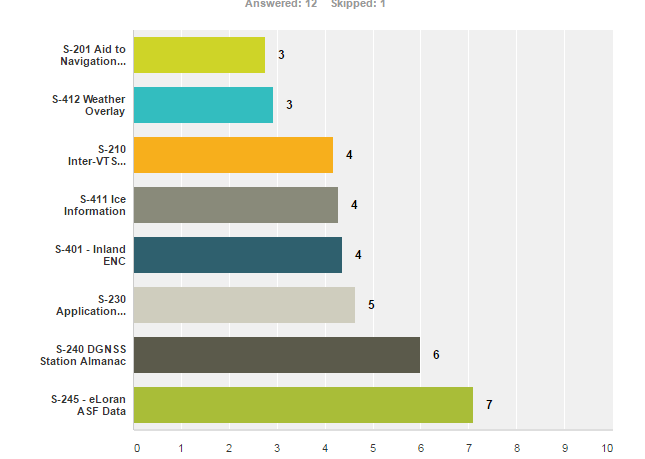 Answered: 12 Skipped: 1
S-201 Aid to
Navigation...
3
S-412 Weather
Overlay
3
S-210
Inter-VTS...
4
S-411 Ice
Information
4
S-401 - Inland
ENC
4
S-230
Application...
5
S-240 DGNSS
Station Almanac
6
S-245 - eLoran
ASF Data
7
0 1 2 3 4 5 6 7 8 9 10